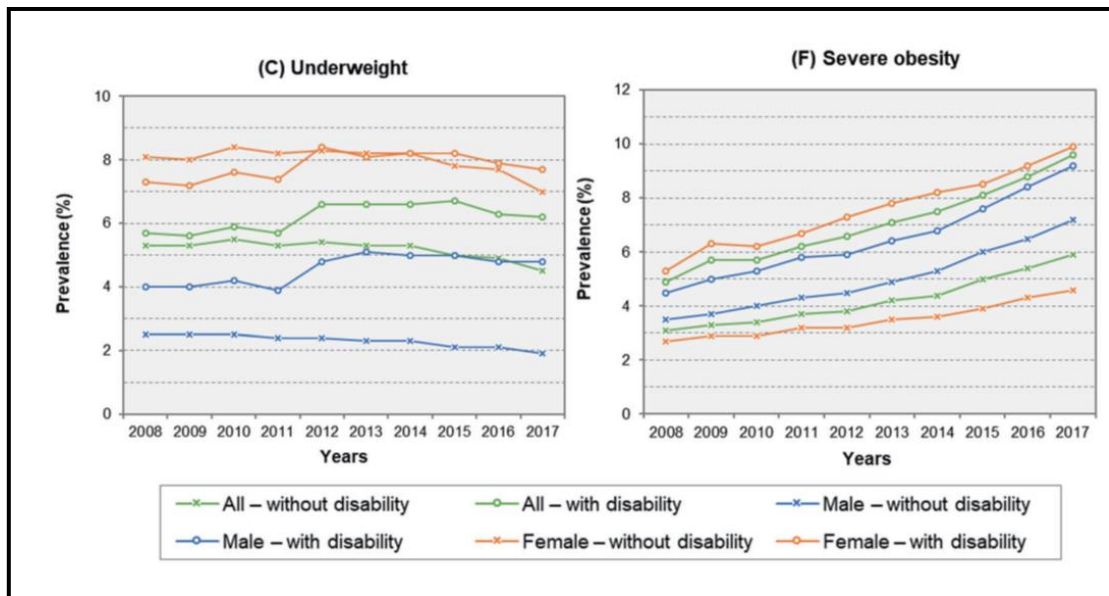 (C) Underweight
Prevalence (%)
10
8
6
4
2
0
2008 2009 2010 2011 2012 2013 2014 2015 2016 2017
Years
(F) Severe obesity
Prevalence (%)
12
10
8
6
4
2
0
2008 2009 2010 2011 2012 2013 2014 2015 2016 2017
Years
All – without disability All – with disability Male – without disability
Male – with disability Female – without disability Female – with disability